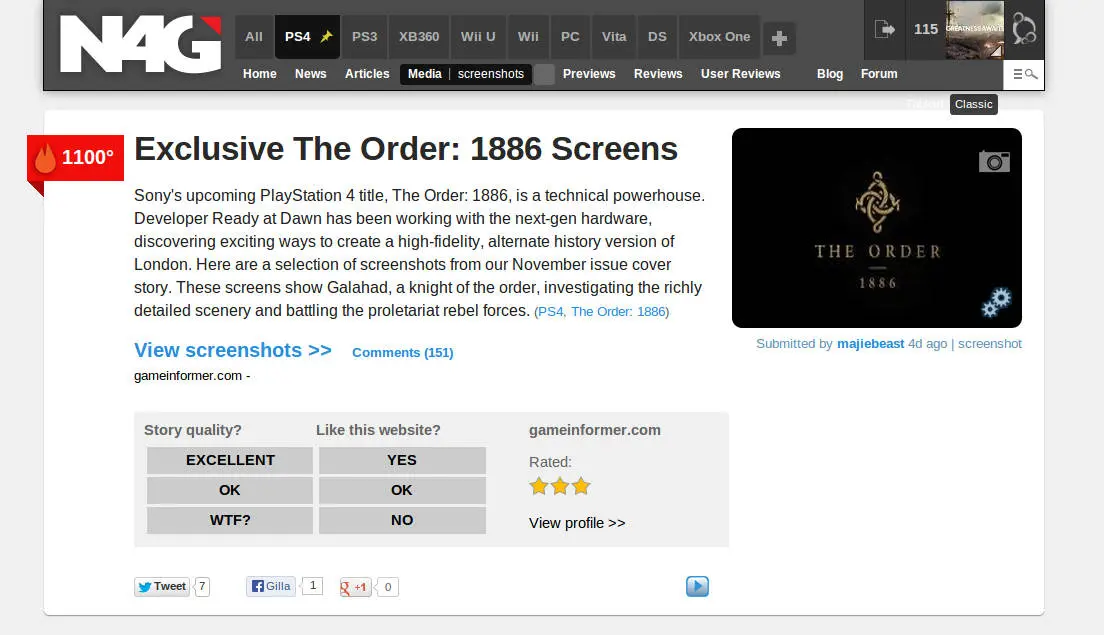 N4G
All PS4 PS3 XB360 Wii U Wii PC Vita DS Xbox One
115
GREATNESS AWAITS
Home News Articles Media | screenshots Previews Reviews User Reviews Blog Forum
Classic
1100°
Exclusive The Order: 1886 Screens
Sony's upcoming PlayStation 4 title, The Order: 1886, is a technical powerhouse.
Developer Ready at Dawn has been working with the next-gen hardware,
discovering exciting ways to create a high-fidelity, alternate history version of
London. Here are a selection of screenshots from our November issue cover
story. These screens show Galahad, a knight of the order, investigating the richly
detailed scenery and battling the proletariat rebel forces. (PS4, The Order: 1886)
THE ORDER
1886
Submitted by majiebeast 4d ago | screenshot
View screenshots >> Comments (151)
gameinformer.com -
Story quality? Like this website? gameinformer.com
EXCELLENT YES
Rated:
OK OK
WTF? NO
View profile >>
Tweet 7 Gilla 1 +1 0